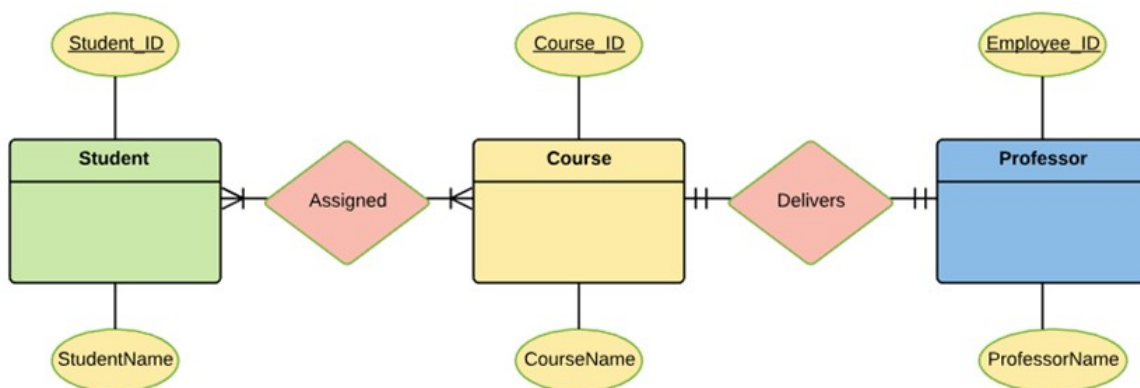 Student_ID
Course_ID
Employee_ID
Student
Course
Professor
Assigned
Delivers
StudentName
CourseName
ProfessorName